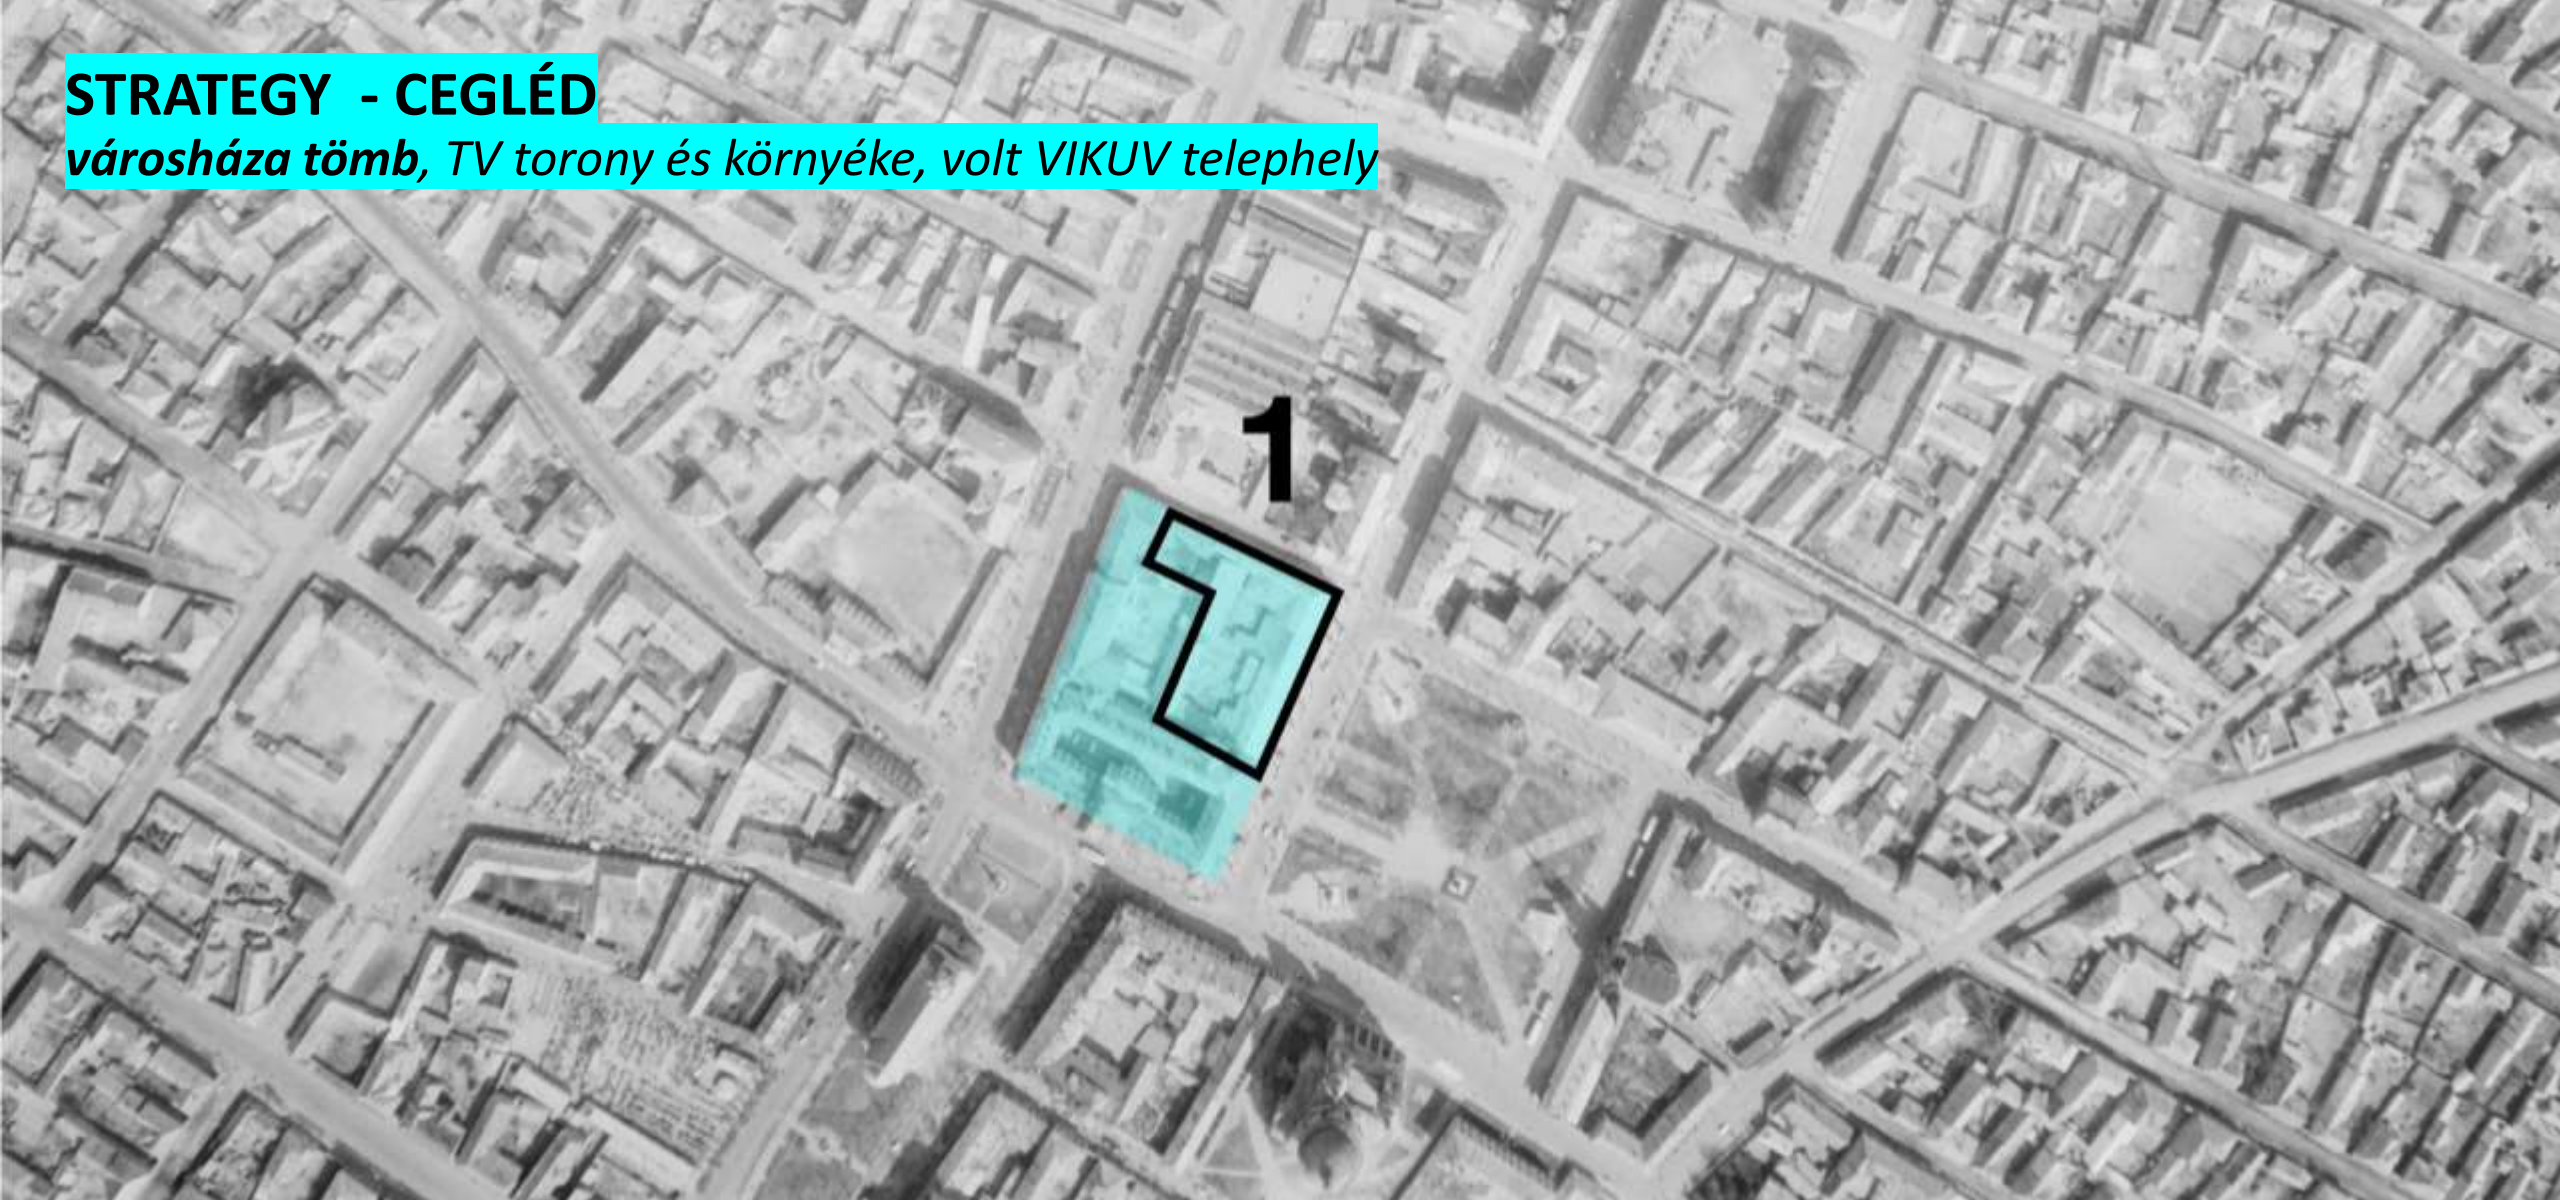 STRATEGY - CEGLÉD
városháza tömb, TV torony és környéke, volt VIKUV telephely
1